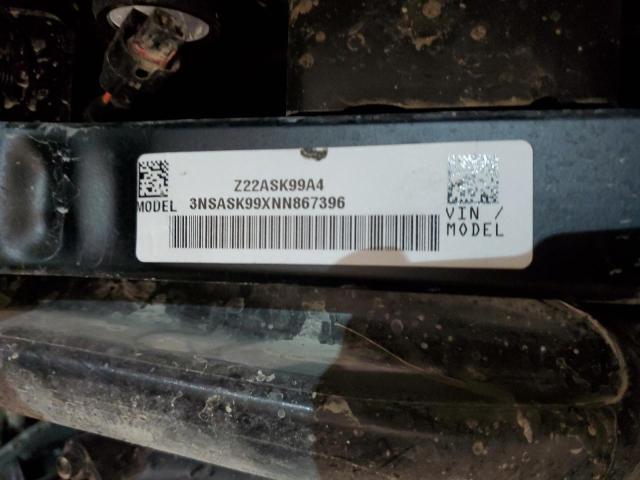 Z22ASK99A4
MODEL 3NSASK99XNN867396
VIN /
MODEL